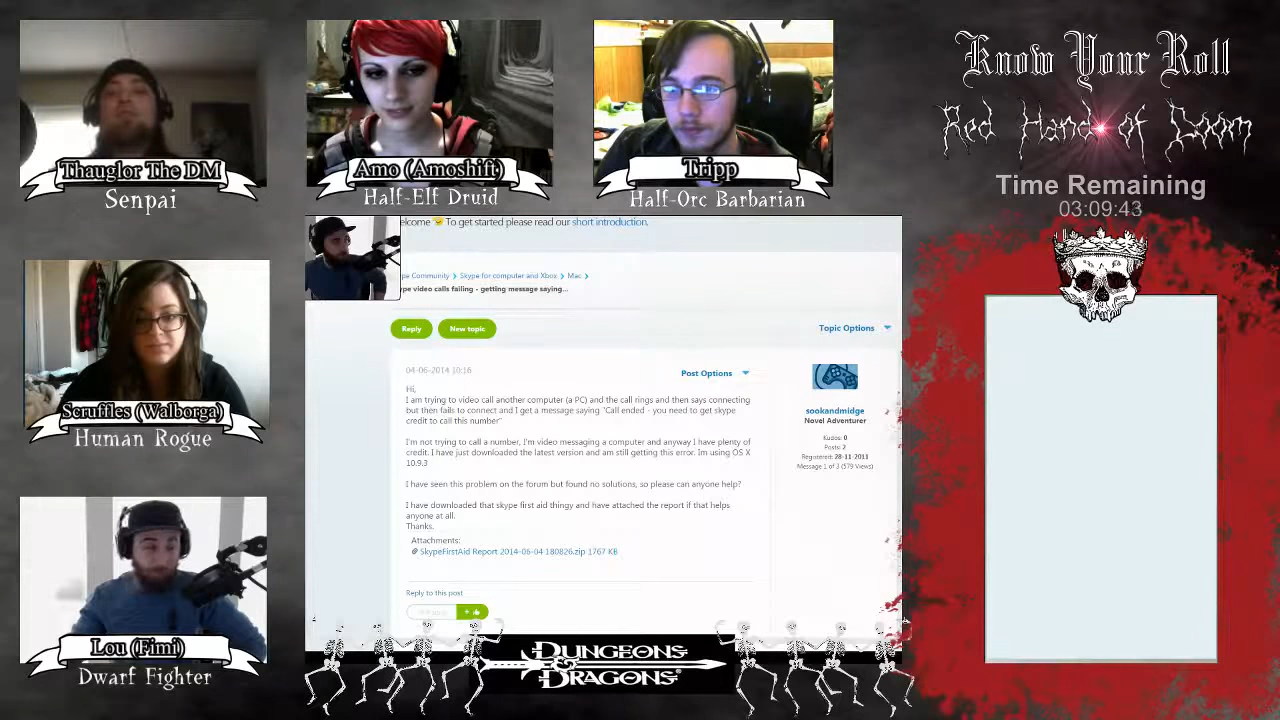 Thauglor The DM
Senpai
Amo (Amoshift)
Half-Elf Druid
Tripp
Half-Orc Barbarian
Know Your Roll
Red Hand of Doom
Time Remaining
03:09:43
Scruffles (Walborga)
Human Rogue
Lou (Fimi)
Dwarf Fighter
elcome To get started please read our short introduction.
pe Community > Skype for computer and Xbox > Mac >
ype video calls failing - getting message saying...
Reply
New topic
Topic Options
04-06-2014 10:16
Post Options
Hi,
I am trying to video call another computer (a PC) and the call rings and then says connecting
but then fails to connect and I get a message saying "Call ended - you need to get skype
credit to call this number"
I'm not trying to call a number, I'm video messaging a computer and anyway I have plenty of
credit. I have just downloaded the latest version and am still getting this error. Im using OS X
10.9.3
I have seen this problem on the forum but found no solutions, so please can anyone help?
I have downloaded that skype first aid thingy and have attached the report if that helps
anyone at all.
Thanks.
Attachments:
SkypeFirstAid Report 2014-06-04 180826.zip 1767 KB
Reply to this post
sookandmidge
Novel Adventurer
Kudos: 0
Posts: 2
Registered: 28-11-2011
Message 1 of 3 (579 Views)
DUNGEONS
&
DRAGONS®